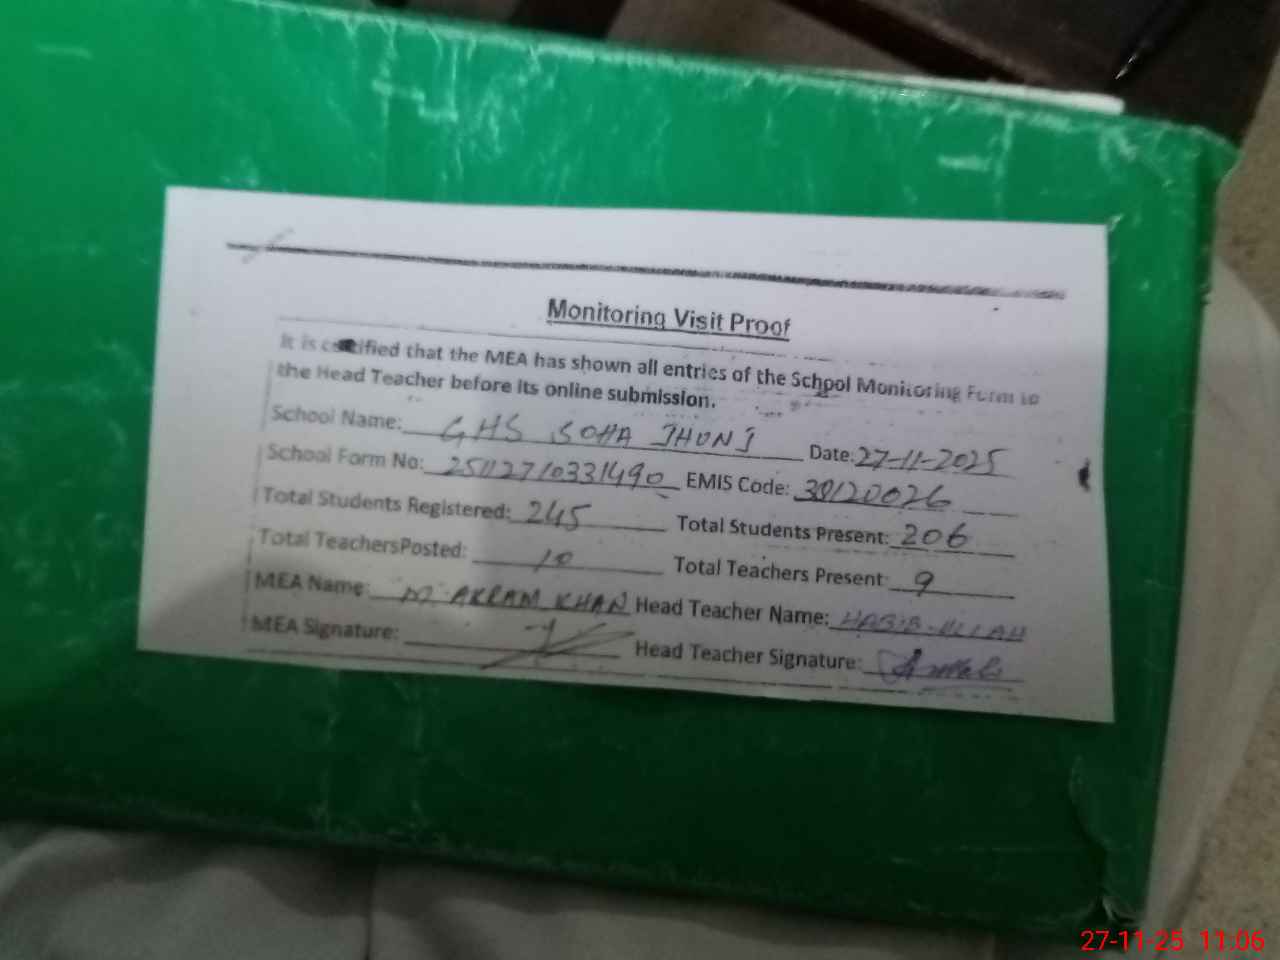 Monitoring Visit Proof
It is certified that the MEA has shown all entries of the School Monitoring Form to
the Head Teacher before its online submission.
School Name: GHS SOHA JHUNJ Date: 27-11-2025
School Form No: 25112710331490 EMIS Code: 30120026
Total Students Registered: 245 Total Students Present: 206
Total TeachersPosted: 10 Total Teachers Present: 9
MEA Name: M. AKRAM KHAN Head Teacher Name: HABIB-ULLAH
MEA Signature: Head Teacher Signature:
27-11-25 11:06